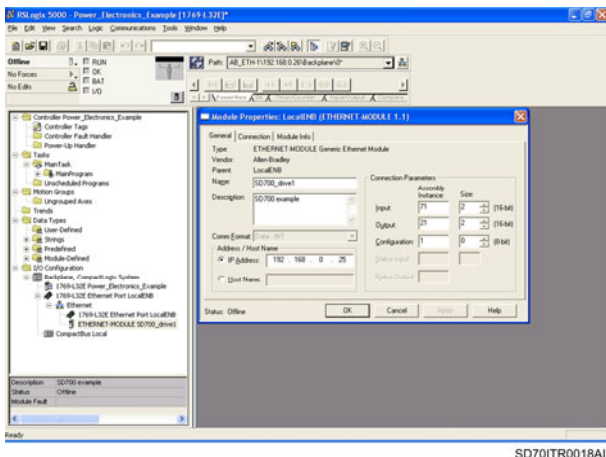 RSLogix 5000 - Power_Electronics_Example [1769-L32E]*
File Edit View Search Logic Communications Tools Window Help
Offline
RUN
No Forces
OK
No Edits
BAT
I/O
Path: AB_ETH-1\192.168.0.26\Backplane\0*
Favorites
Bit
Timer/Counter
Input/Output
Compare
Controller Power_Electronics_Example
Controller Tags
Controller Fault Handler
Power-Up Handler
Tasks
MainTask
MainProgram
Unscheduled Programs
Motion Groups
Ungrouped Axes
Trends
Data Types
User-Defined
Strings
Predefined
Module-Defined
I/O Configuration
Backplane, CompactLogix System
1769-L32E Power_Electronics_Example
1769-L32E Ethernet Port LocalENB
Ethernet
1769-L32E Ethernet Port LocalENB
ETHERNET-MODULE SD700_drive1
CompactBus Local
Description SD700 example
Status Offline
Module Fault
Module Properties: LocalENB (ETHERNET-MODULE 1.1)
General Connection Module Info
Type: ETHERNET-MODULE Generic Ethernet Module
Vendor: Allen-Bradley
Parent: LocalENB
Name: SD700_drive1
Description: SD700 example
Comm Format: Data - INT
Address / Host Name
IP Address: 192 . 168 . 0 . 25
Host Name:
Connection Parameters
Assembly Instance: Size:
Input: 71 2 (16-bit)
Output: 21 2 (16-bit)
Configuration: 1 0 (8-bit)
Status Input:
Status Output:
Status: Offline
OK Cancel Apply Help
Ready
SD70ITR0018AI